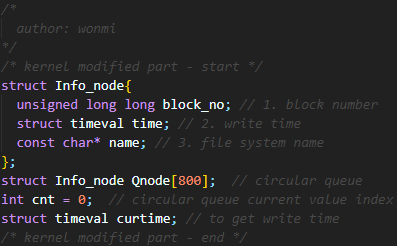 /*
  author: wonmi
*/
/* kernel modified part - start */
struct Info_node{
  unsigned long long block_no; // 1. block number
  struct timeval time; // 2. write time
  const char* name; // 3. file system name
};
struct Info_node Qnode[800];  // circular queue
int cnt = 0;  // circular queue current value index
struct timeval curtime; // to get write time
/* kernel modified part - end */